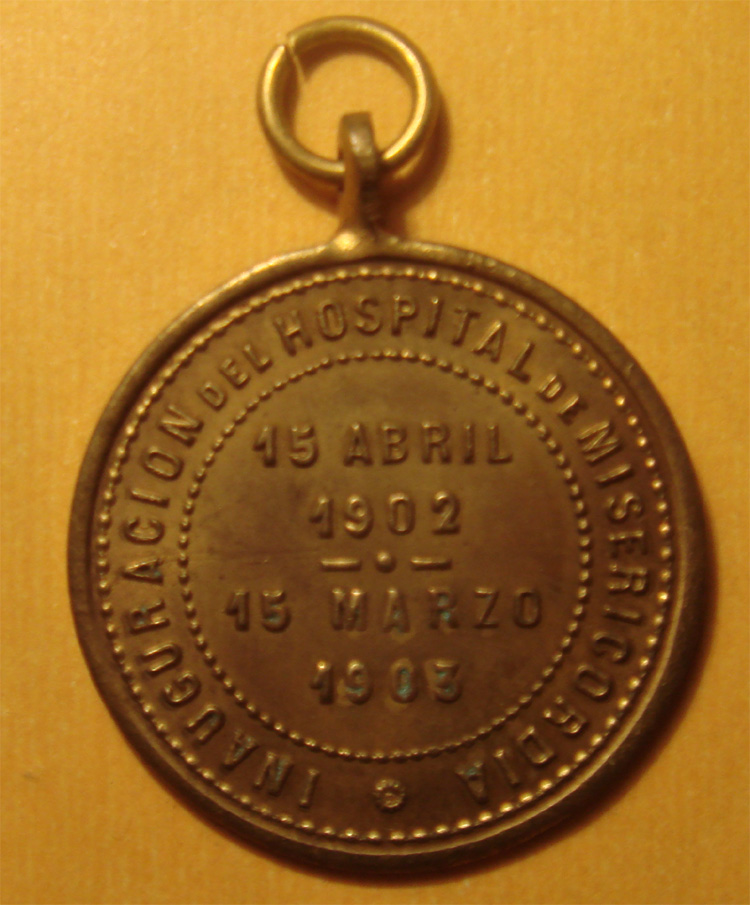 INAUGURACION DEL HOSPITAL DE MISERICORDIA
15 ABRIL
1902
15 MARZO
1903